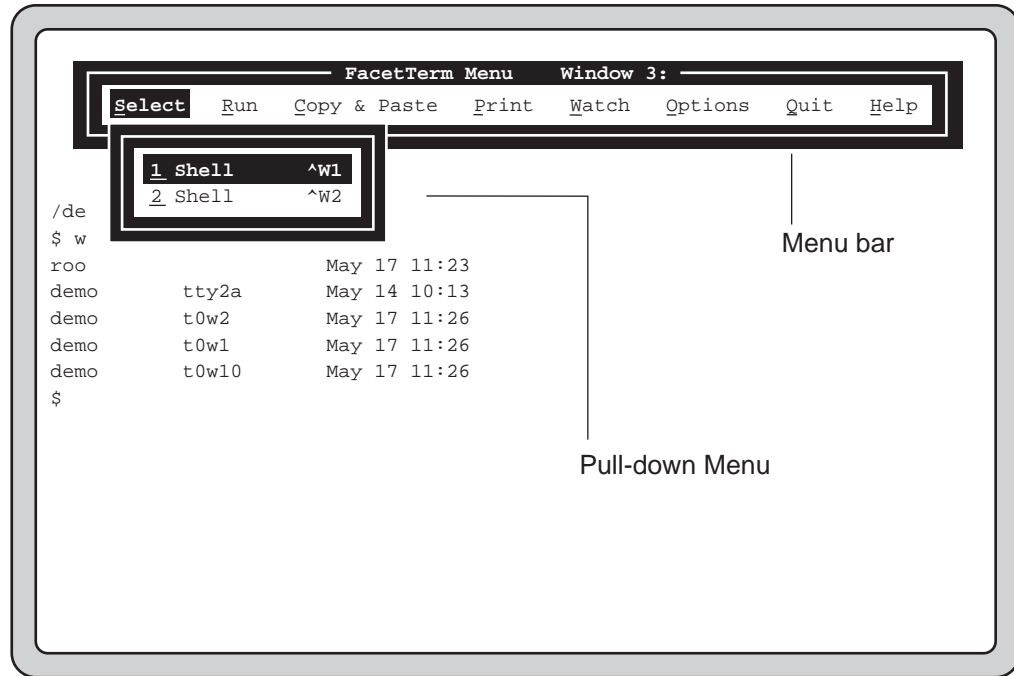 FacetTerm Menu Window 3:
Select Run Copy & Paste Print Watch Options Quit Help
1 Shell ^W1
2 Shell ^W2
/de
$ w
Menu bar
roo May 17 11:23
demo tty2a May 14 10:13
demo t0w2 May 17 11:26
demo t0w1 May 17 11:26
demo t0w10 May 17 11:26
$
Pull-down Menu